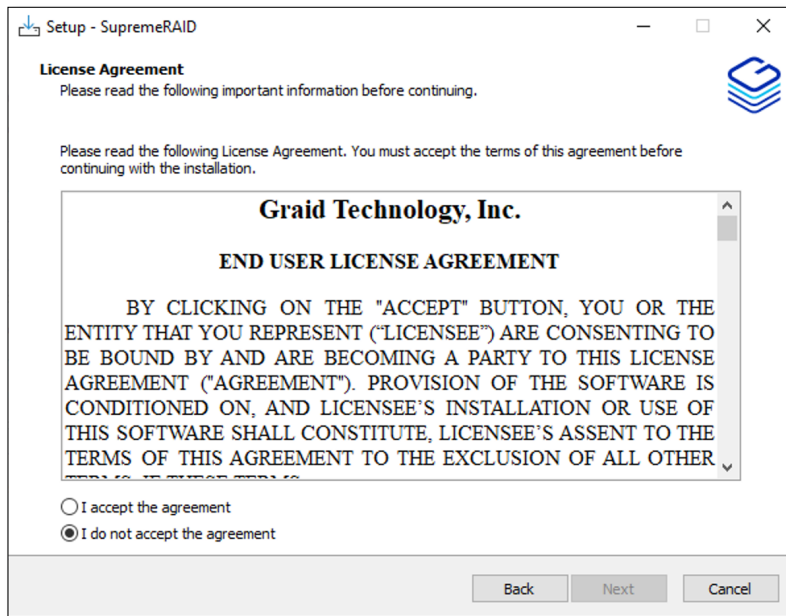 Setup - SupremeRAID
License Agreement
Please read the following important information before continuing.
Please read the following License Agreement. You must accept the terms of this agreement before
continuing with the installation.
Graid Technology, Inc.
END USER LICENSE AGREEMENT
BY CLICKING ON THE "ACCEPT" BUTTON, YOU OR THE
ENTITY THAT YOU REPRESENT (“LICENSEE”) ARE CONSENTING TO
BE BOUND BY AND ARE BECOMING A PARTY TO THIS LICENSE
AGREEMENT ("AGREEMENT"). PROVISION OF THE SOFTWARE IS
CONDITIONED ON, AND LICENSEE’S INSTALLATION OR USE OF
THIS SOFTWARE SHALL CONSTITUTE, LICENSEE’S ASSENT TO THE
TERMS OF THIS AGREEMENT TO THE EXCLUSION OF ALL OTHER
TERMS. IF THESE TERMS
I accept the agreement
I do not accept the agreement
Back
Next
Cancel